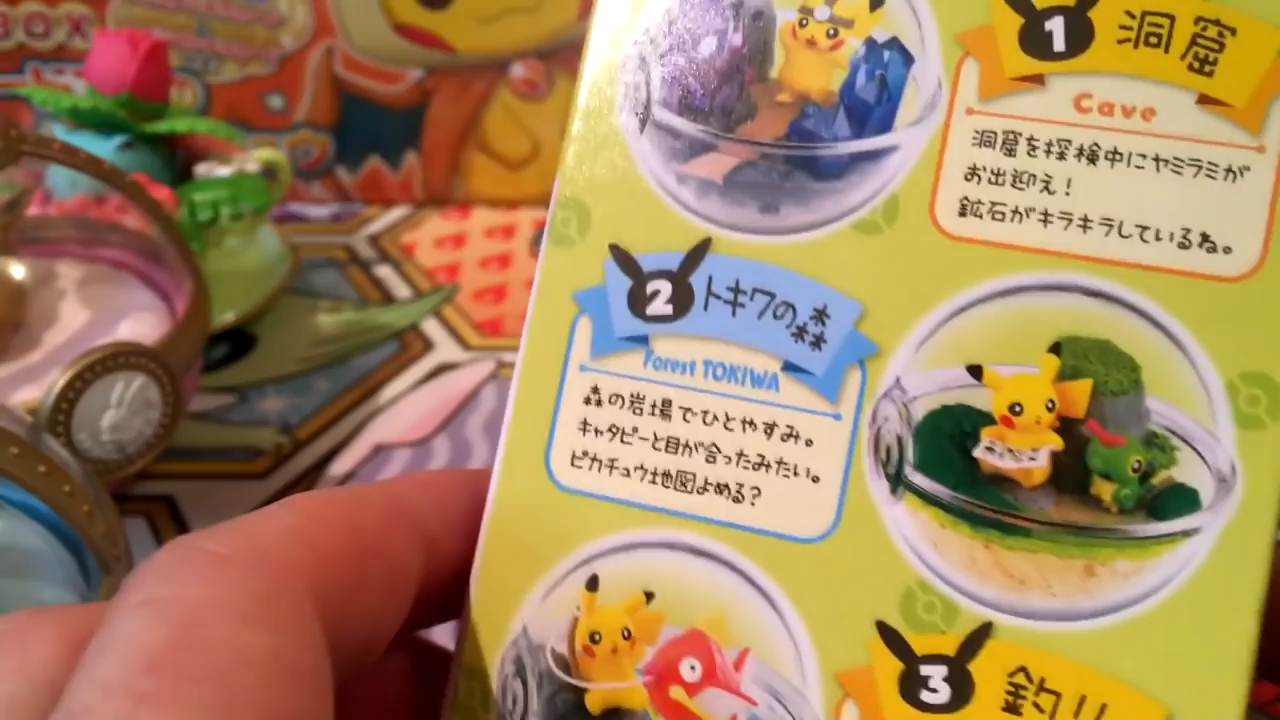 BOX
1 洞窟
Cave
洞窟を探検中にヤミラミが
お出迎え！
鉱石がキラキラしているね。
2 トキワの森
Forest TOKIWA
森の岩場でひとやすみ。
キャタピーと目が合ったみたい。
ピカチュウ地図よめる？
3 釣り